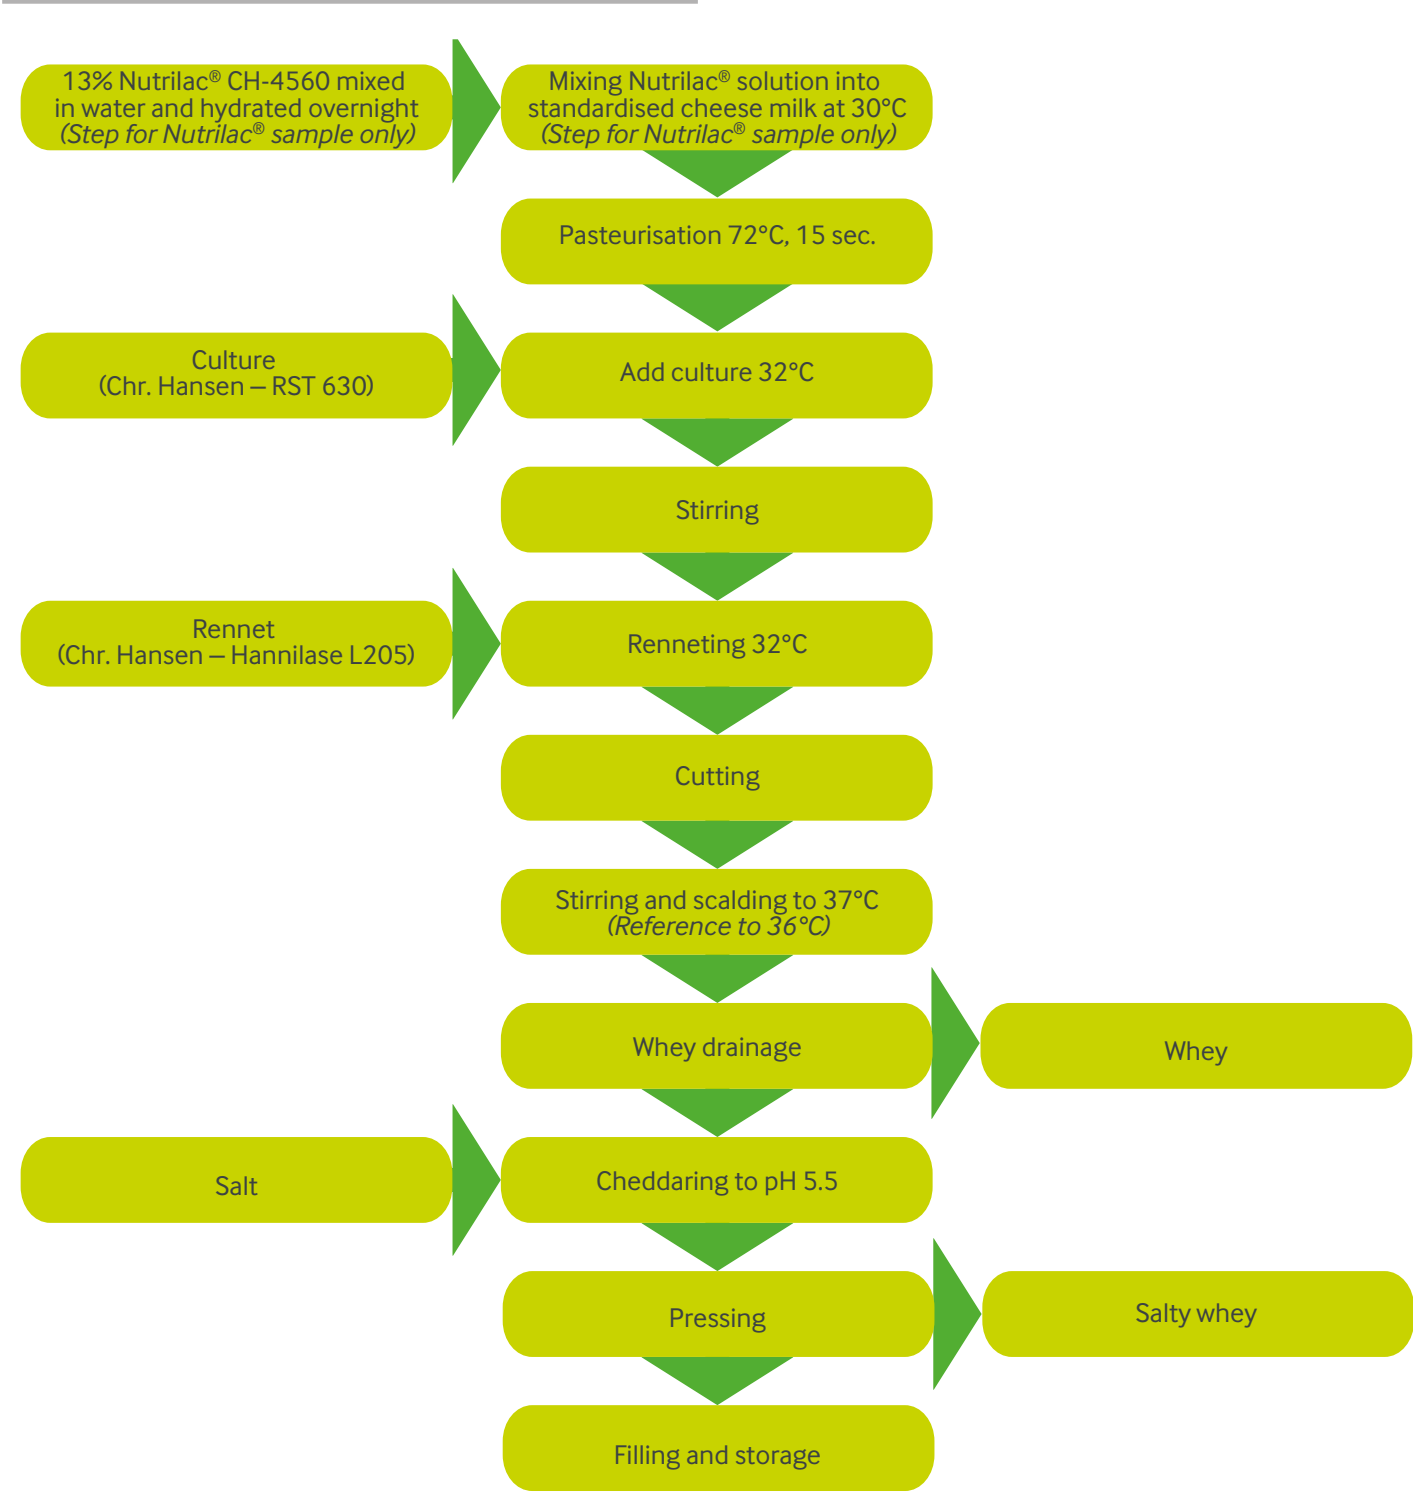 13% Nutrilac® CH-4560 mixed
in water and hydrated overnight
(Step for Nutrilac® sample only)
Mixing Nutrilac® solution into
standardised cheese milk at 30°C
(Step for Nutrilac® sample only)
Pasteurisation 72°C, 15 sec.
Culture
(Chr. Hansen – RST 630)
Add culture 32°C
Stirring
Rennet
(Chr. Hansen – Hannilase L205)
Renneting 32°C
Cutting
Stirring and scalding to 37°C
(Reference to 36°C)
Whey drainage
Whey
Salt
Cheddaring to pH 5.5
Pressing
Salty whey
Filling and storage